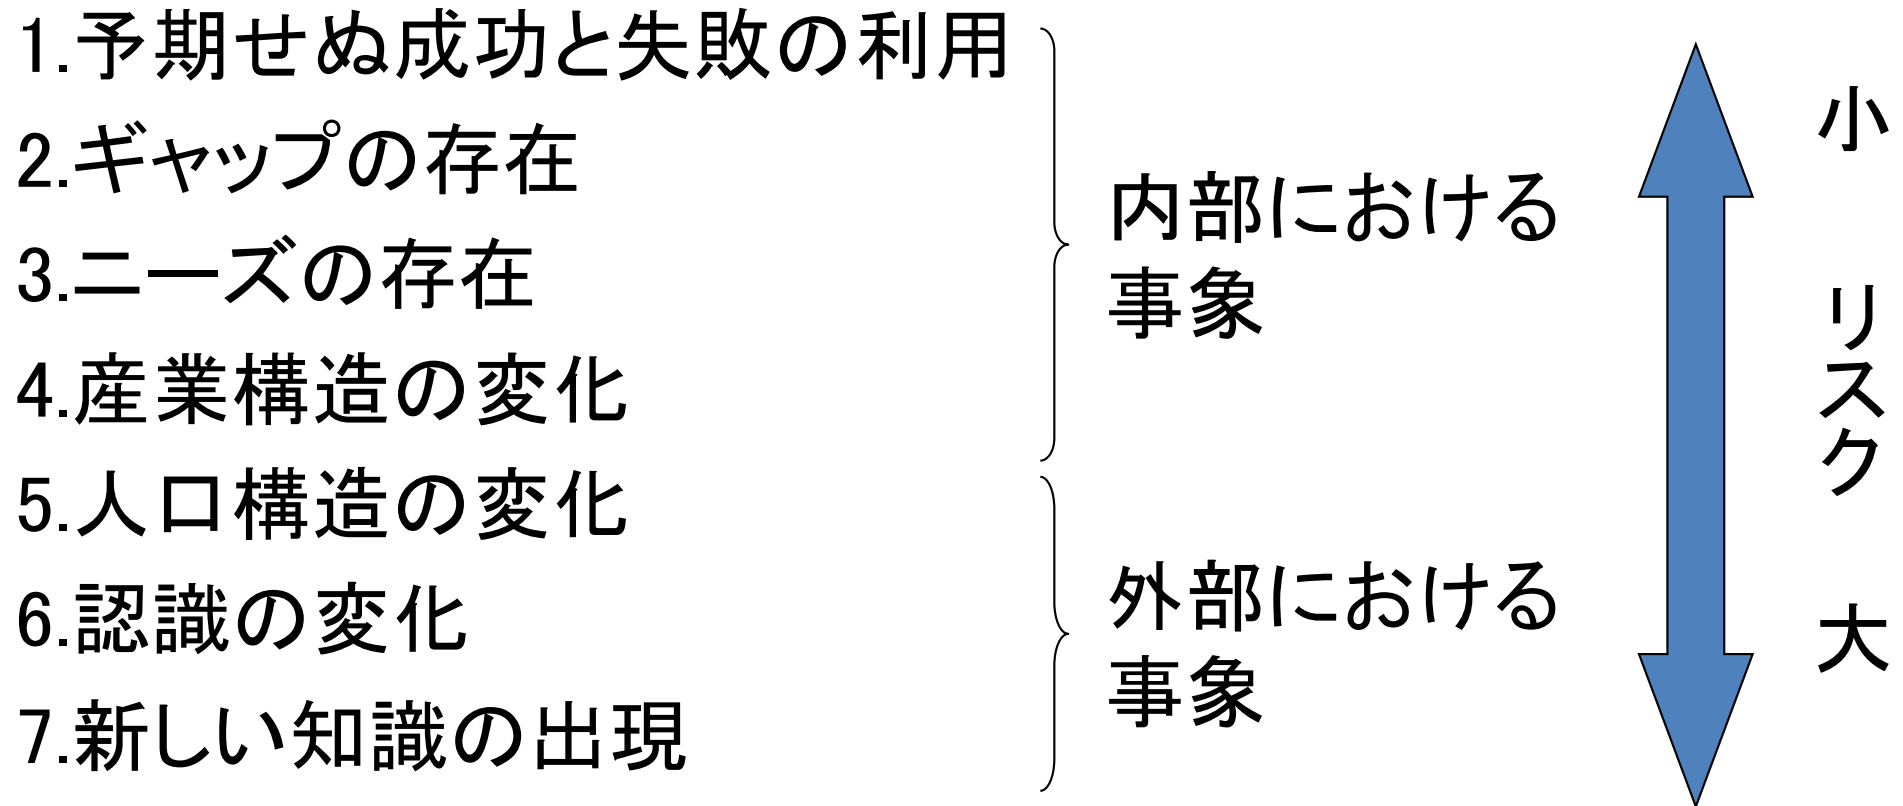 1.予期せぬ成功と失敗の利用
2.ギャップの存在
3.ニーズの存在
4.産業構造の変化
5.人口構造の変化
6.認識の変化
7.新しい知識の出現
内部における
事象
外部における
事象
小
リスク
大